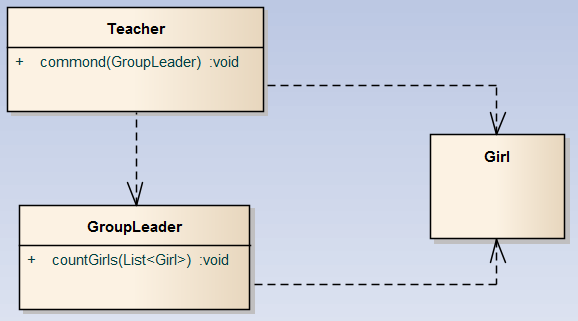 Teacher
+ commond(GroupLeader) :void
Girl
GroupLeader
+ countGirls(List<Girl>) :void